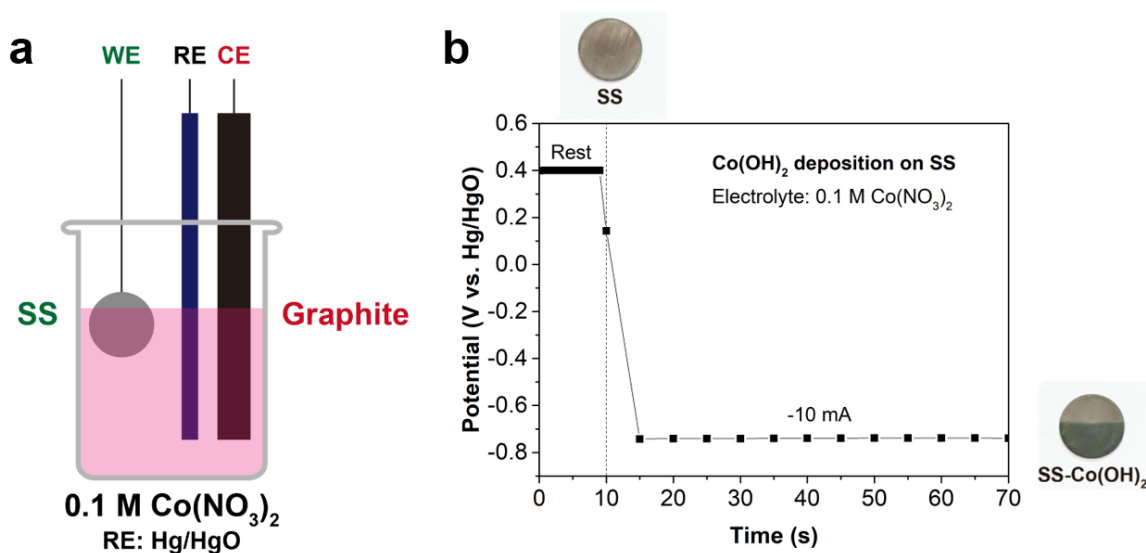 a
WE RE CE
SS
Graphite
0.1 M Co(NO₃)₂
RE: Hg/HgO
b
SS
Potential (V vs. Hg/HgO)
0.6
0.4
0.2
0.0
-0.2
-0.4
-0.6
-0.8
Rest
Co(OH)₂ deposition on SS
Electrolyte: 0.1 M Co(NO₃)₂
-10 mA
0 10 20 30 40 50 60 70
Time (s)
SS-Co(OH)₂